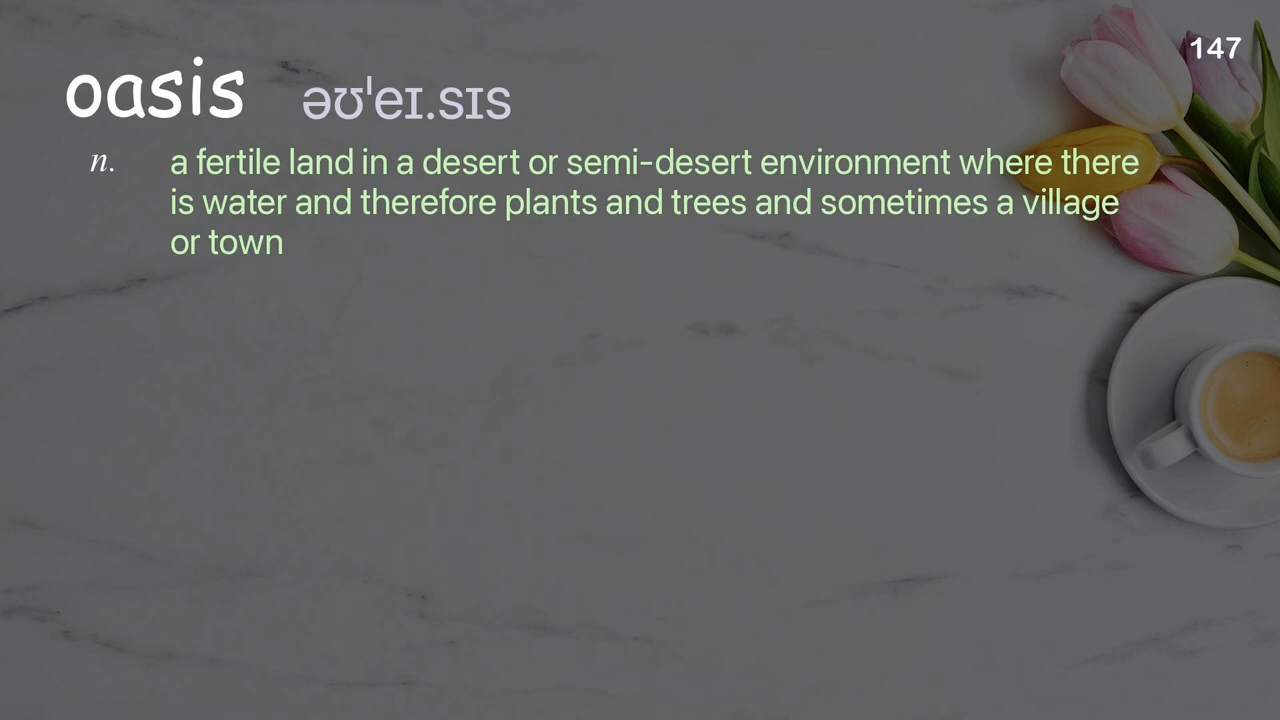 147
oasis əʊˈeɪ.sɪs
n. a fertile land in a desert or semi-desert environment where there
is water and therefore plants and trees and sometimes a village
or town